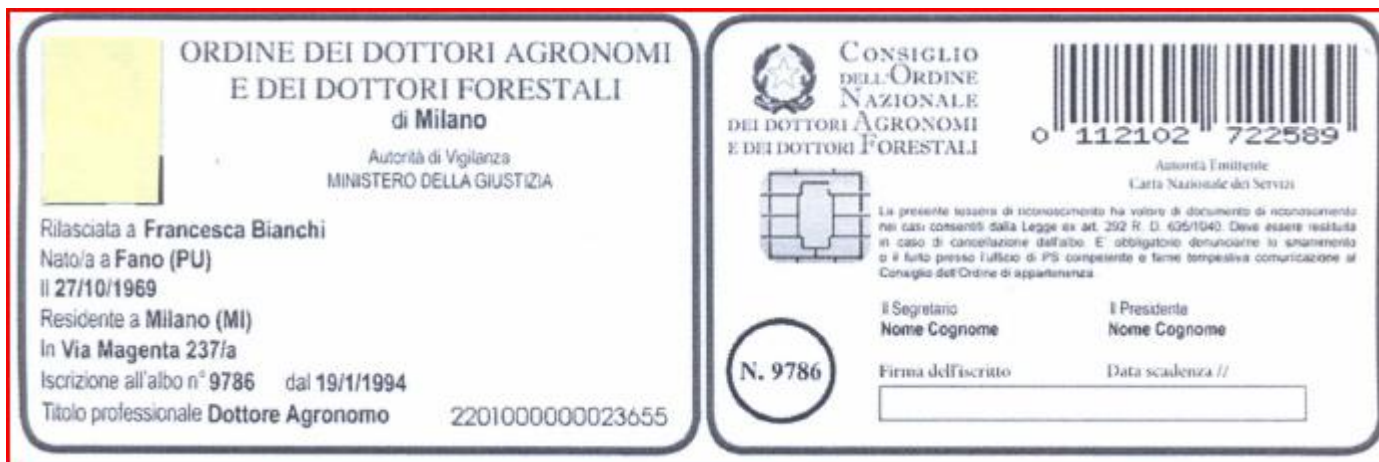 ORDINE DEI DOTTORI AGRONOMI
E DEI DOTTORI FORESTALI
di Milano
Autorità di Vigilanza
MINISTERO DELLA GIUSTIZIA
Rilasciata a Francesca Bianchi
Nato/a a Fano (PU)
Il 27/10/1969
Residente a Milano (MI)
In Via Magenta 237/a
Iscrizione all'albo n° 9786 dal 19/1/1994
Titolo professionale Dottore Agronomo 2201000000023655
CONSIGLIO
DELL'ORDINE
NAZIONALE
DEI DOTTORI AGRONOMI
E DEI DOTTORI FORESTALI
0 112102 722589
Autorità Emittente
Carta Nazionale dei Servizi
La presente tessera di riconoscimento ha valore di documento di riconoscimento
nei casi consentiti dalla Legge ex art. 292 R. D. 635/1940. Deve essere restituita
in caso di cancellazione dall'albo. E' obbligatorio denunciarne lo smarrimento
o il furto presso l'ufficio di PS competente e farne tempestiva comunicazione al
Consiglio dell'Ordine di appartenenza.
Il Segretario Il Presidente
Nome Cognome Nome Cognome
N. 9786
Firma dell'iscritto Data scadenza //